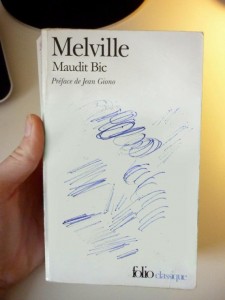 Melville
Maudit Bic
Préface de Jean Giono
folio classique